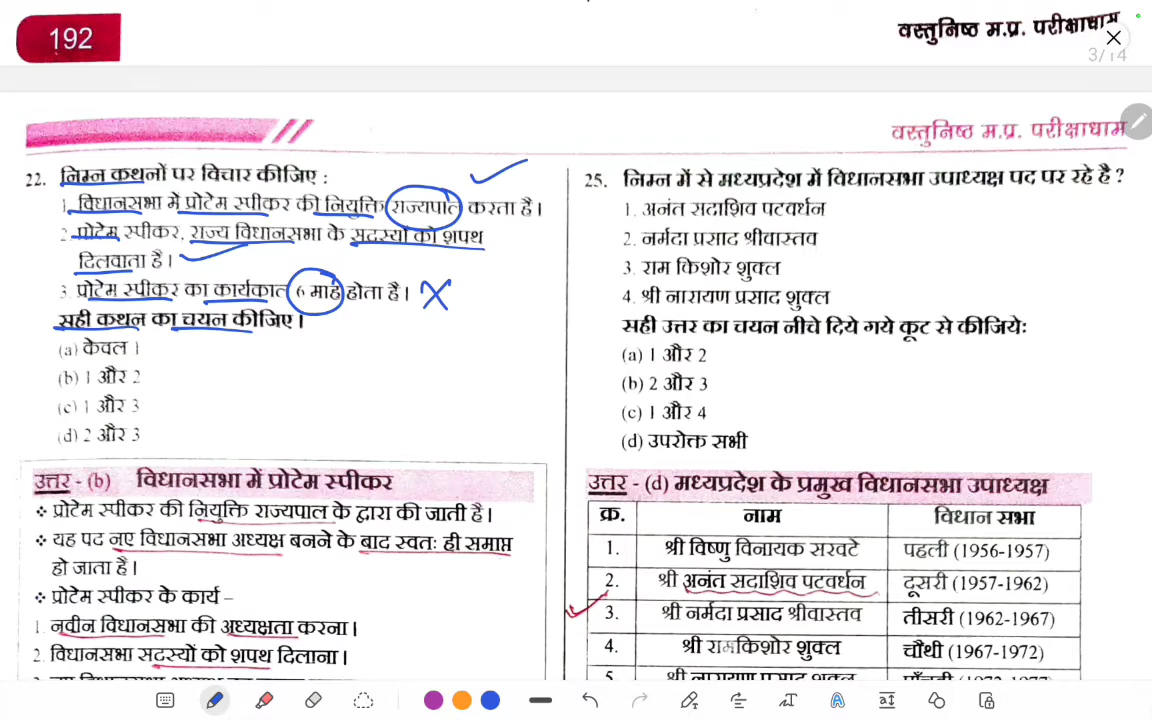 192
वस्तुनिष्ठ म.प्र. परीक्षाधाम
3/14
वस्तुनिष्ठ म.प्र. परीक्षाधाम
22. निम्न कथनों पर विचार कीजिए :
1. विधानसभा में प्रोटेम स्पीकर की नियुक्ति राज्यपाल करता है।
2. प्रोटेम स्पीकर, राज्य विधानसभा के सदस्यों को शपथ
दिलवाता है।
3. प्रोटेम स्पीकर का कार्यकाल 6 माह होता है।
सही कथन का चयन कीजिए।
(a) केवल 1
(b) 1 और 2
(c) 1 और 3
(d) 2 और 3
उत्तर - (b) विधानसभा में प्रोटेम स्पीकर
❖ प्रोटेम स्पीकर की नियुक्ति राज्यपाल के द्वारा की जाती है।
❖ यह पद नए विधानसभा अध्यक्ष बनने के बाद स्वतः ही समाप्त
हो जाता है।
❖ प्रोटेम स्पीकर के कार्य –
1. नवीन विधानसभा की अध्यक्षता करना।
2. विधानसभा सदस्यों को शपथ दिलाना।
25. निम्न में से मध्यप्रदेश में विधानसभा उपाध्यक्ष पद पर रहे है?
1. अनंत सदाशिव पटवर्धन
2. नर्मदा प्रसाद श्रीवास्तव
3. राम किशोर शुक्ल
4. श्री नारायण प्रसाद शुक्ल
सही उत्तर का चयन नीचे दिये गये कूट से कीजियेः
(a) 1 और 2
(b) 2 और 3
(c) 1 और 4
(d) उपरोक्त सभी
उत्तर - (d) मध्यप्रदेश के प्रमुख विधानसभा उपाध्यक्ष
क्र. नाम विधान सभा
1. श्री विष्णु विनायक सरवटे पहली (1956-1957)
2. श्री अनंत सदाशिव पटवर्धन दूसरी (1957-1962)
3. श्री नर्मदा प्रसाद श्रीवास्तव तीसरी (1962-1967)
4. श्री रामकिशोर शुक्ल चौथी (1967-1972)